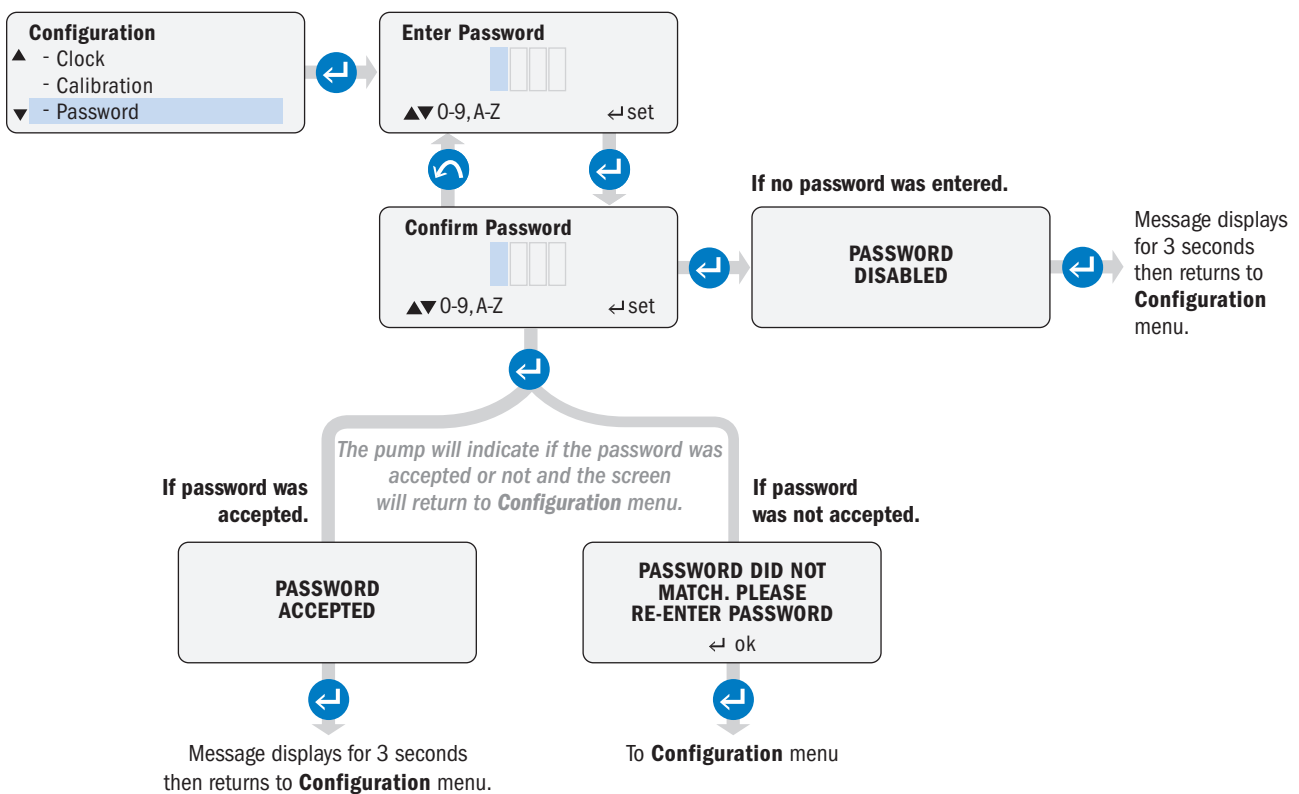 Configuration
▲ - Clock
- Calibration
▼ - Password
Enter Password
▲▼ 0-9, A-Z ↵ set
Confirm Password
▲▼ 0-9, A-Z ↵ set
If no password was entered.
PASSWORD
DISABLED
Message displays
for 3 seconds
then returns to
Configuration
menu.
The pump will indicate if the password was
accepted or not and the screen
will return to Configuration menu.
If password was
accepted.
PASSWORD
ACCEPTED
Message displays for 3 seconds
then returns to Configuration menu.
If password
was not accepted.
PASSWORD DID NOT
MATCH. PLEASE
RE-ENTER PASSWORD
↵ ok
To Configuration menu